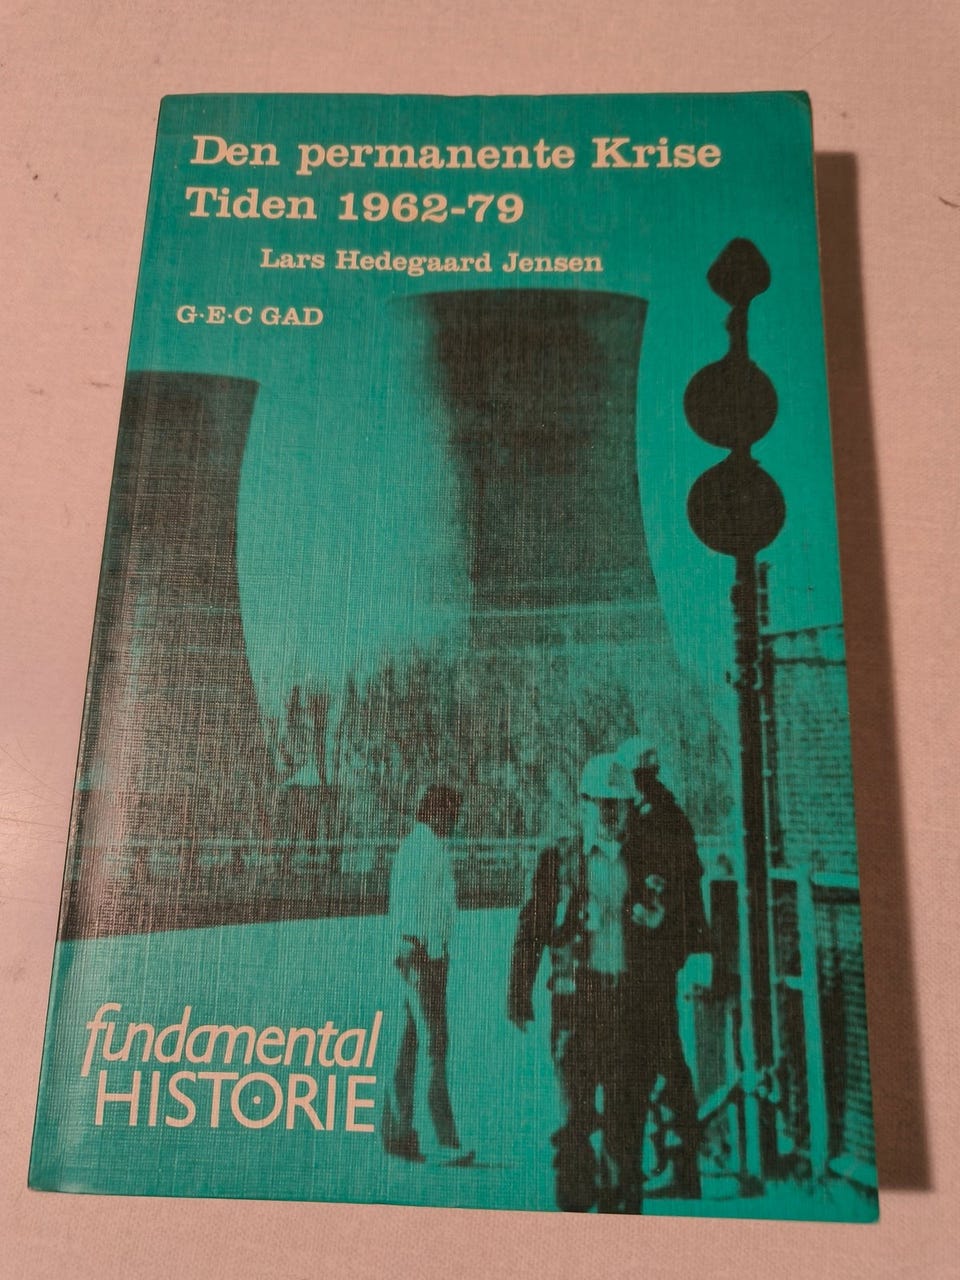 Den permanente Krise
Tiden 1962-79
Lars Hedegaard Jensen
G·E·C GAD
fundamental
HISTORIE